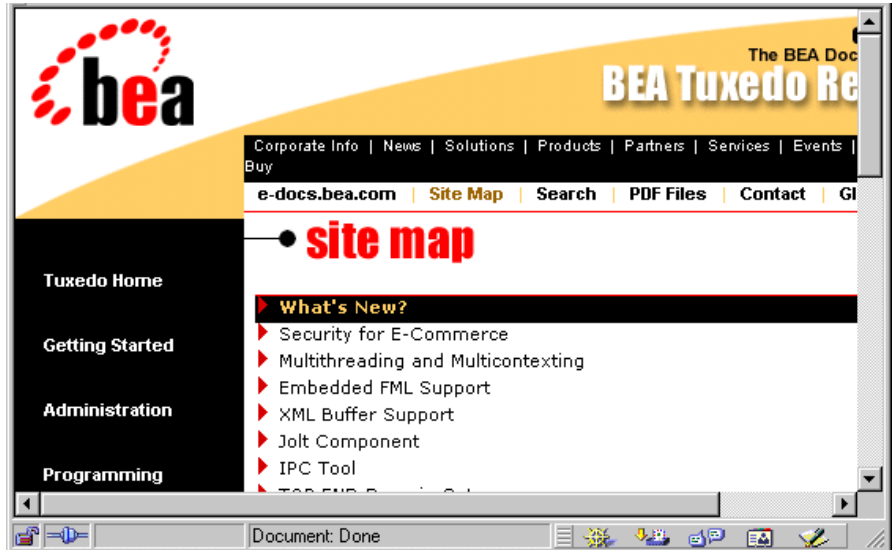 bea
The BEA Doc
BEA Tuxedo Re
Corporate Info | News | Solutions | Products | Partners | Services | Events |
Buy
e-docs.bea.com | Site Map | Search | PDF Files | Contact | Gl
site map
Tuxedo Home
Getting Started
Administration
Programming
What's New?
Security for E-Commerce
Multithreading and Multicontexting
Embedded FML Support
XML Buffer Support
Jolt Component
IPC Tool
Document: Done